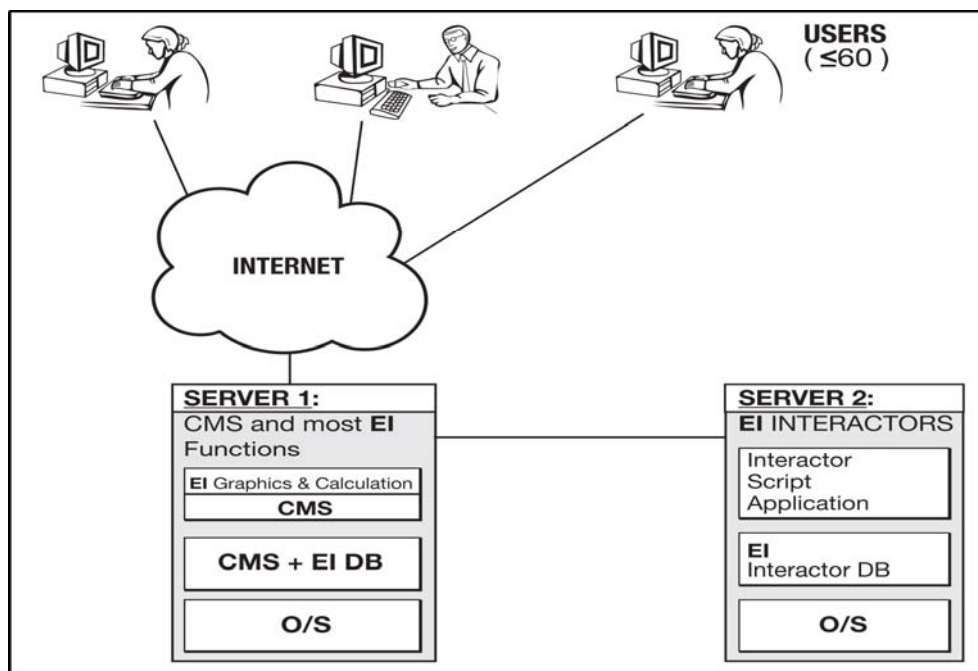 USERS
( ≤60 )
INTERNET
SERVER 1:
CMS and most EI
Functions
EI Graphics & Calculation
CMS
CMS + EI DB
O/S
SERVER 2:
EI INTERACTORS
Interactor
Script
Application
EI
Interactor DB
O/S